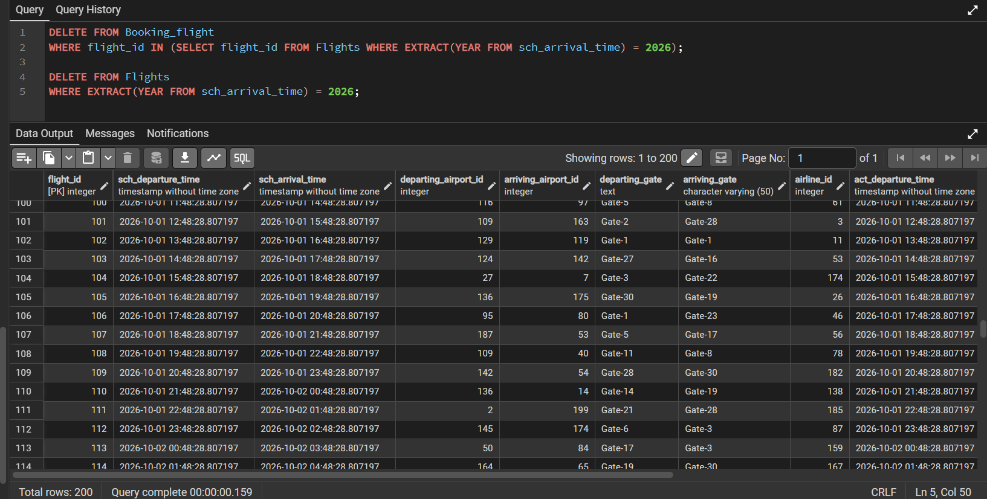 Query Query History
1 DELETE FROM Booking_flight
2 WHERE flight_id IN (SELECT flight_id FROM Flights WHERE EXTRACT(YEAR FROM sch_arrival_time) = 2026);
3
4 DELETE FROM Flights
5 WHERE EXTRACT(YEAR FROM sch_arrival_time) = 2026;
Data Output Messages Notifications
SQL Showing rows: 1 to 200 Page No: 1 of 1
flight_id sch_departure_time sch_arrival_time departing_airport_id arriving_airport_id departing_gate arriving_gate airline_id act_departure_time
[PK] integer timestamp without time zone timestamp without time zone integer integer text character varying (50) integer timestamp without time zone
100 100 2026-10-01 11:48:28.807197 2026-10-01 14:48:28.807197 116 97 Gate-5 Gate-8 61 2026-10-01 11:48:28.807197
101 101 2026-10-01 12:48:28.807197 2026-10-01 15:48:28.807197 109 163 Gate-2 Gate-28 3 2026-10-01 12:48:28.807197
102 102 2026-10-01 13:48:28.807197 2026-10-01 16:48:28.807197 129 119 Gate-1 Gate-1 11 2026-10-01 13:48:28.807197
103 103 2026-10-01 14:48:28.807197 2026-10-01 17:48:28.807197 124 142 Gate-27 Gate-16 53 2026-10-01 14:48:28.807197
104 104 2026-10-01 15:48:28.807197 2026-10-01 18:48:28.807197 27 7 Gate-3 Gate-22 174 2026-10-01 15:48:28.807197
105 105 2026-10-01 16:48:28.807197 2026-10-01 19:48:28.807197 136 175 Gate-30 Gate-19 26 2026-10-01 16:48:28.807197
106 106 2026-10-01 17:48:28.807197 2026-10-01 20:48:28.807197 95 80 Gate-1 Gate-23 46 2026-10-01 17:48:28.807197
107 107 2026-10-01 18:48:28.807197 2026-10-01 21:48:28.807197 187 53 Gate-5 Gate-17 56 2026-10-01 18:48:28.807197
108 108 2026-10-01 19:48:28.807197 2026-10-01 22:48:28.807197 109 40 Gate-11 Gate-8 78 2026-10-01 19:48:28.807197
109 109 2026-10-01 20:48:28.807197 2026-10-01 23:48:28.807197 142 54 Gate-28 Gate-30 182 2026-10-01 20:48:28.807197
110 110 2026-10-01 21:48:28.807197 2026-10-02 00:48:28.807197 136 14 Gate-14 Gate-19 138 2026-10-01 21:48:28.807197
111 111 2026-10-01 22:48:28.807197 2026-10-02 01:48:28.807197 2 199 Gate-21 Gate-28 185 2026-10-01 22:48:28.807197
112 112 2026-10-01 23:48:28.807197 2026-10-02 02:48:28.807197 145 174 Gate-6 Gate-3 87 2026-10-01 23:48:28.807197
113 113 2026-10-02 00:48:28.807197 2026-10-02 03:48:28.807197 50 84 Gate-17 Gate-3 159 2026-10-02 00:48:28.807197
114 114 2026-10-02 01:48:28.807197 2026-10-02 04:48:28.807197 164 65 Gate-19 Gate-30 167 2026-10-02 01:48:28.807197
Total rows: 200 Query complete 00:00:00.159 CRLF Ln 5, Col 50